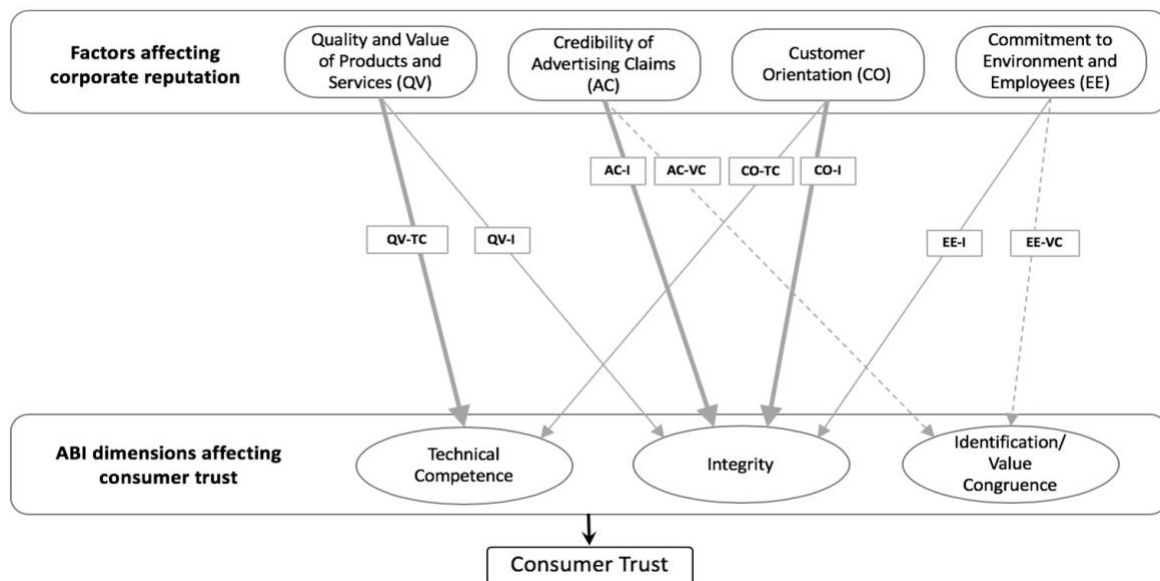 Factors affecting
corporate reputation
Quality and Value
of Products and
Services (QV)
Credibility of
Advertising Claims
(AC)
Customer
Orientation (CO)
Commitment to
Environment and
Employees (EE)
AC-I
AC-VC
CO-TC
CO-I
QV-TC
QV-I
EE-I
EE-VC
ABI dimensions affecting
consumer trust
Technical
Competence
Integrity
Identification/
Value
Congruence
Consumer Trust